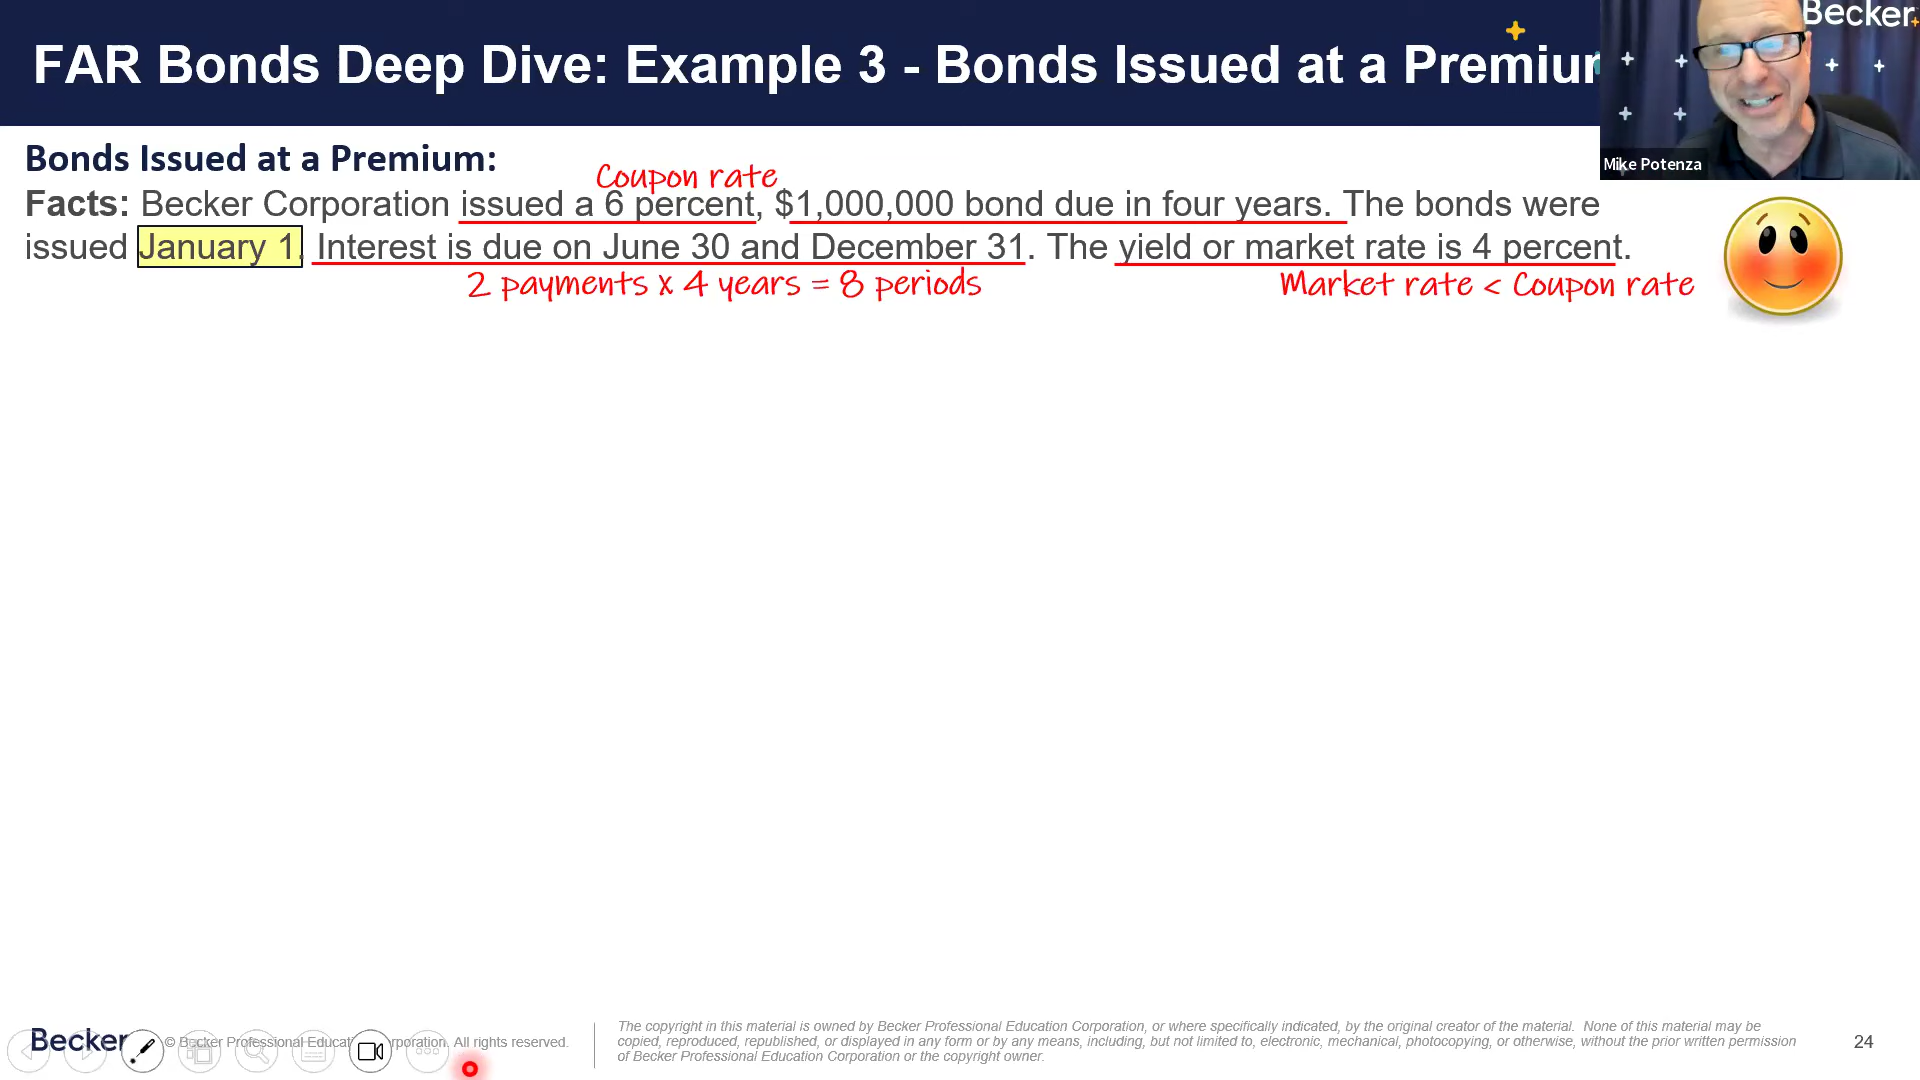 Becker
FAR Bonds Deep Dive: Example 3 - Bonds Issued at a
Mike Potenza
Bonds Issued at a Premium:
Coupon rate
Facts: Becker Corporation issued a 6 percent, $1,000,000 bond due in four years. The bonds were
issued January 1. Interest is due on June 30 and December 31. The yield or market rate is 4 percent.
2 payments x 4 years = 8 periods
Market rate < Coupon rate
Becker
© Becker Professional All rights reserved.
The copyright in this material is owned by Becker Professional Education Corporation, or where specifically indicated, by the original creator of the material. None of this material may be
copied, reproduced, republished, or displayed in any form or by any means, including, but not limited to, electronic, mechanical, photocopying, or otherwise, without the prior written permission
of Becker Professional Education Corporation or the copyright owner.
24